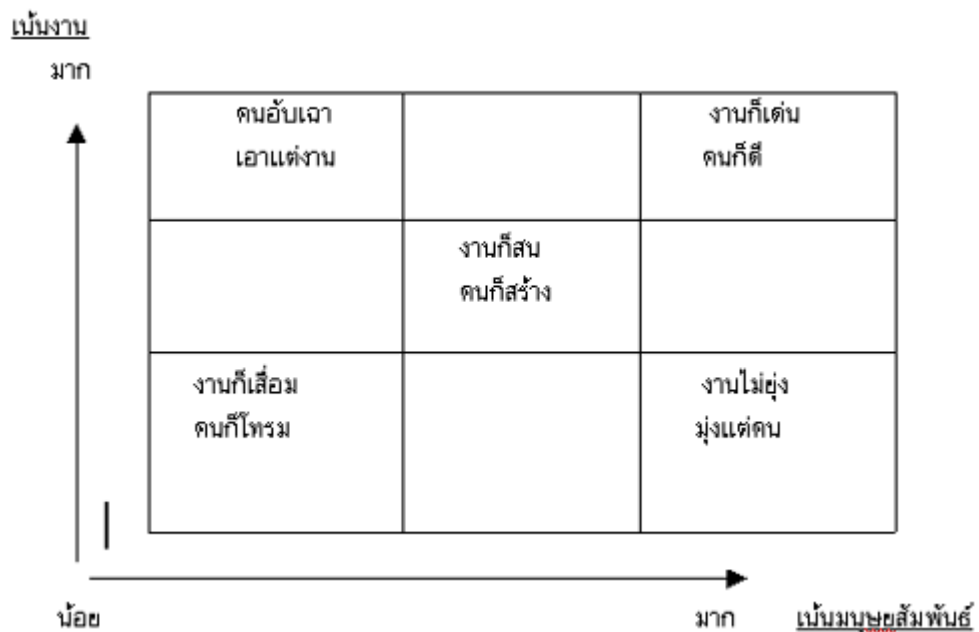 เน้นงาน
มาก
คนอับเฉา
เอาแต่งาน
งานก็เด่น
คนก็ดี
งานก็สน
คนก็สร้าง
งานก็เสื่อม
คนก็โทรม
งานไม่ยุ่ง
มุ่งแต่คน
น้อย
มาก
เน้นมนุษยสัมพันธ์